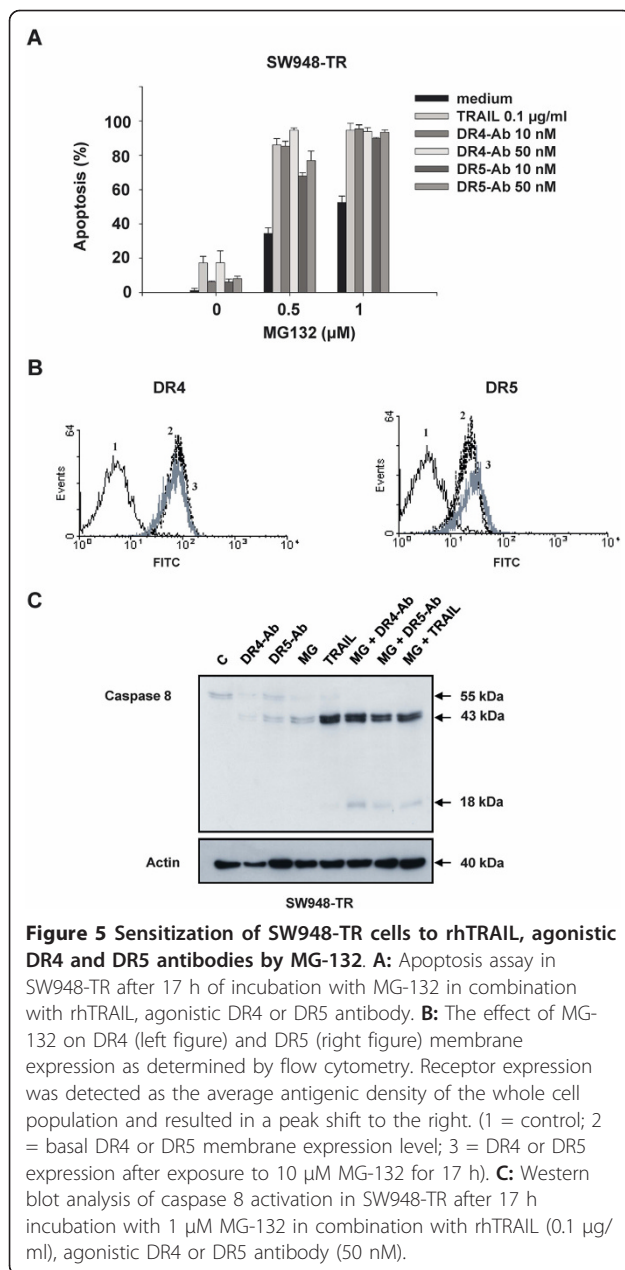 A
SW948-TR
medium
TRAIL 0.1 µg/ml
DR4-Ab 10 nM
DR4-Ab 50 nM
DR5-Ab 10 nM
DR5-Ab 50 nM
Apoptosis (%)
100
80
60
40
20
0
0 0.5 1
MG132 (µM)
B
DR4
64
Events
0
1
2
3
10⁰ 10¹ 10² 10³ 10⁴
FITC
DR5
64
Events
0
1
2
3
10⁰ 10¹ 10² 10³ 10⁴
FITC
C
C DR4-Ab DR5-Ab MG TRAIL MG + DR4-Ab MG + DR5-Ab MG + TRAIL
Caspase 8
55 kDa
43 kDa
18 kDa
Actin
40 kDa
SW948-TR
Figure 5 Sensitization of SW948-TR cells to rhTRAIL, agonistic
DR4 and DR5 antibodies by MG-132. A: Apoptosis assay in
SW948-TR after 17 h of incubation with MG-132 in combination
with rhTRAIL, agonistic DR4 or DR5 antibody. B: The effect of MG-
132 on DR4 (left figure) and DR5 (right figure) membrane
expression as determined by flow cytometry. Receptor expression
was detected as the average antigenic density of the whole cell
population and resulted in a peak shift to the right. (1 = control; 2
= basal DR4 or DR5 membrane expression level; 3 = DR4 or DR5
expression after exposure to 10 µM MG-132 for 17 h). C: Western
blot analysis of caspase 8 activation in SW948-TR after 17 h
incubation with 1 µM MG-132 in combination with rhTRAIL (0.1 µg/
ml), agonistic DR4 or DR5 antibody (50 nM).